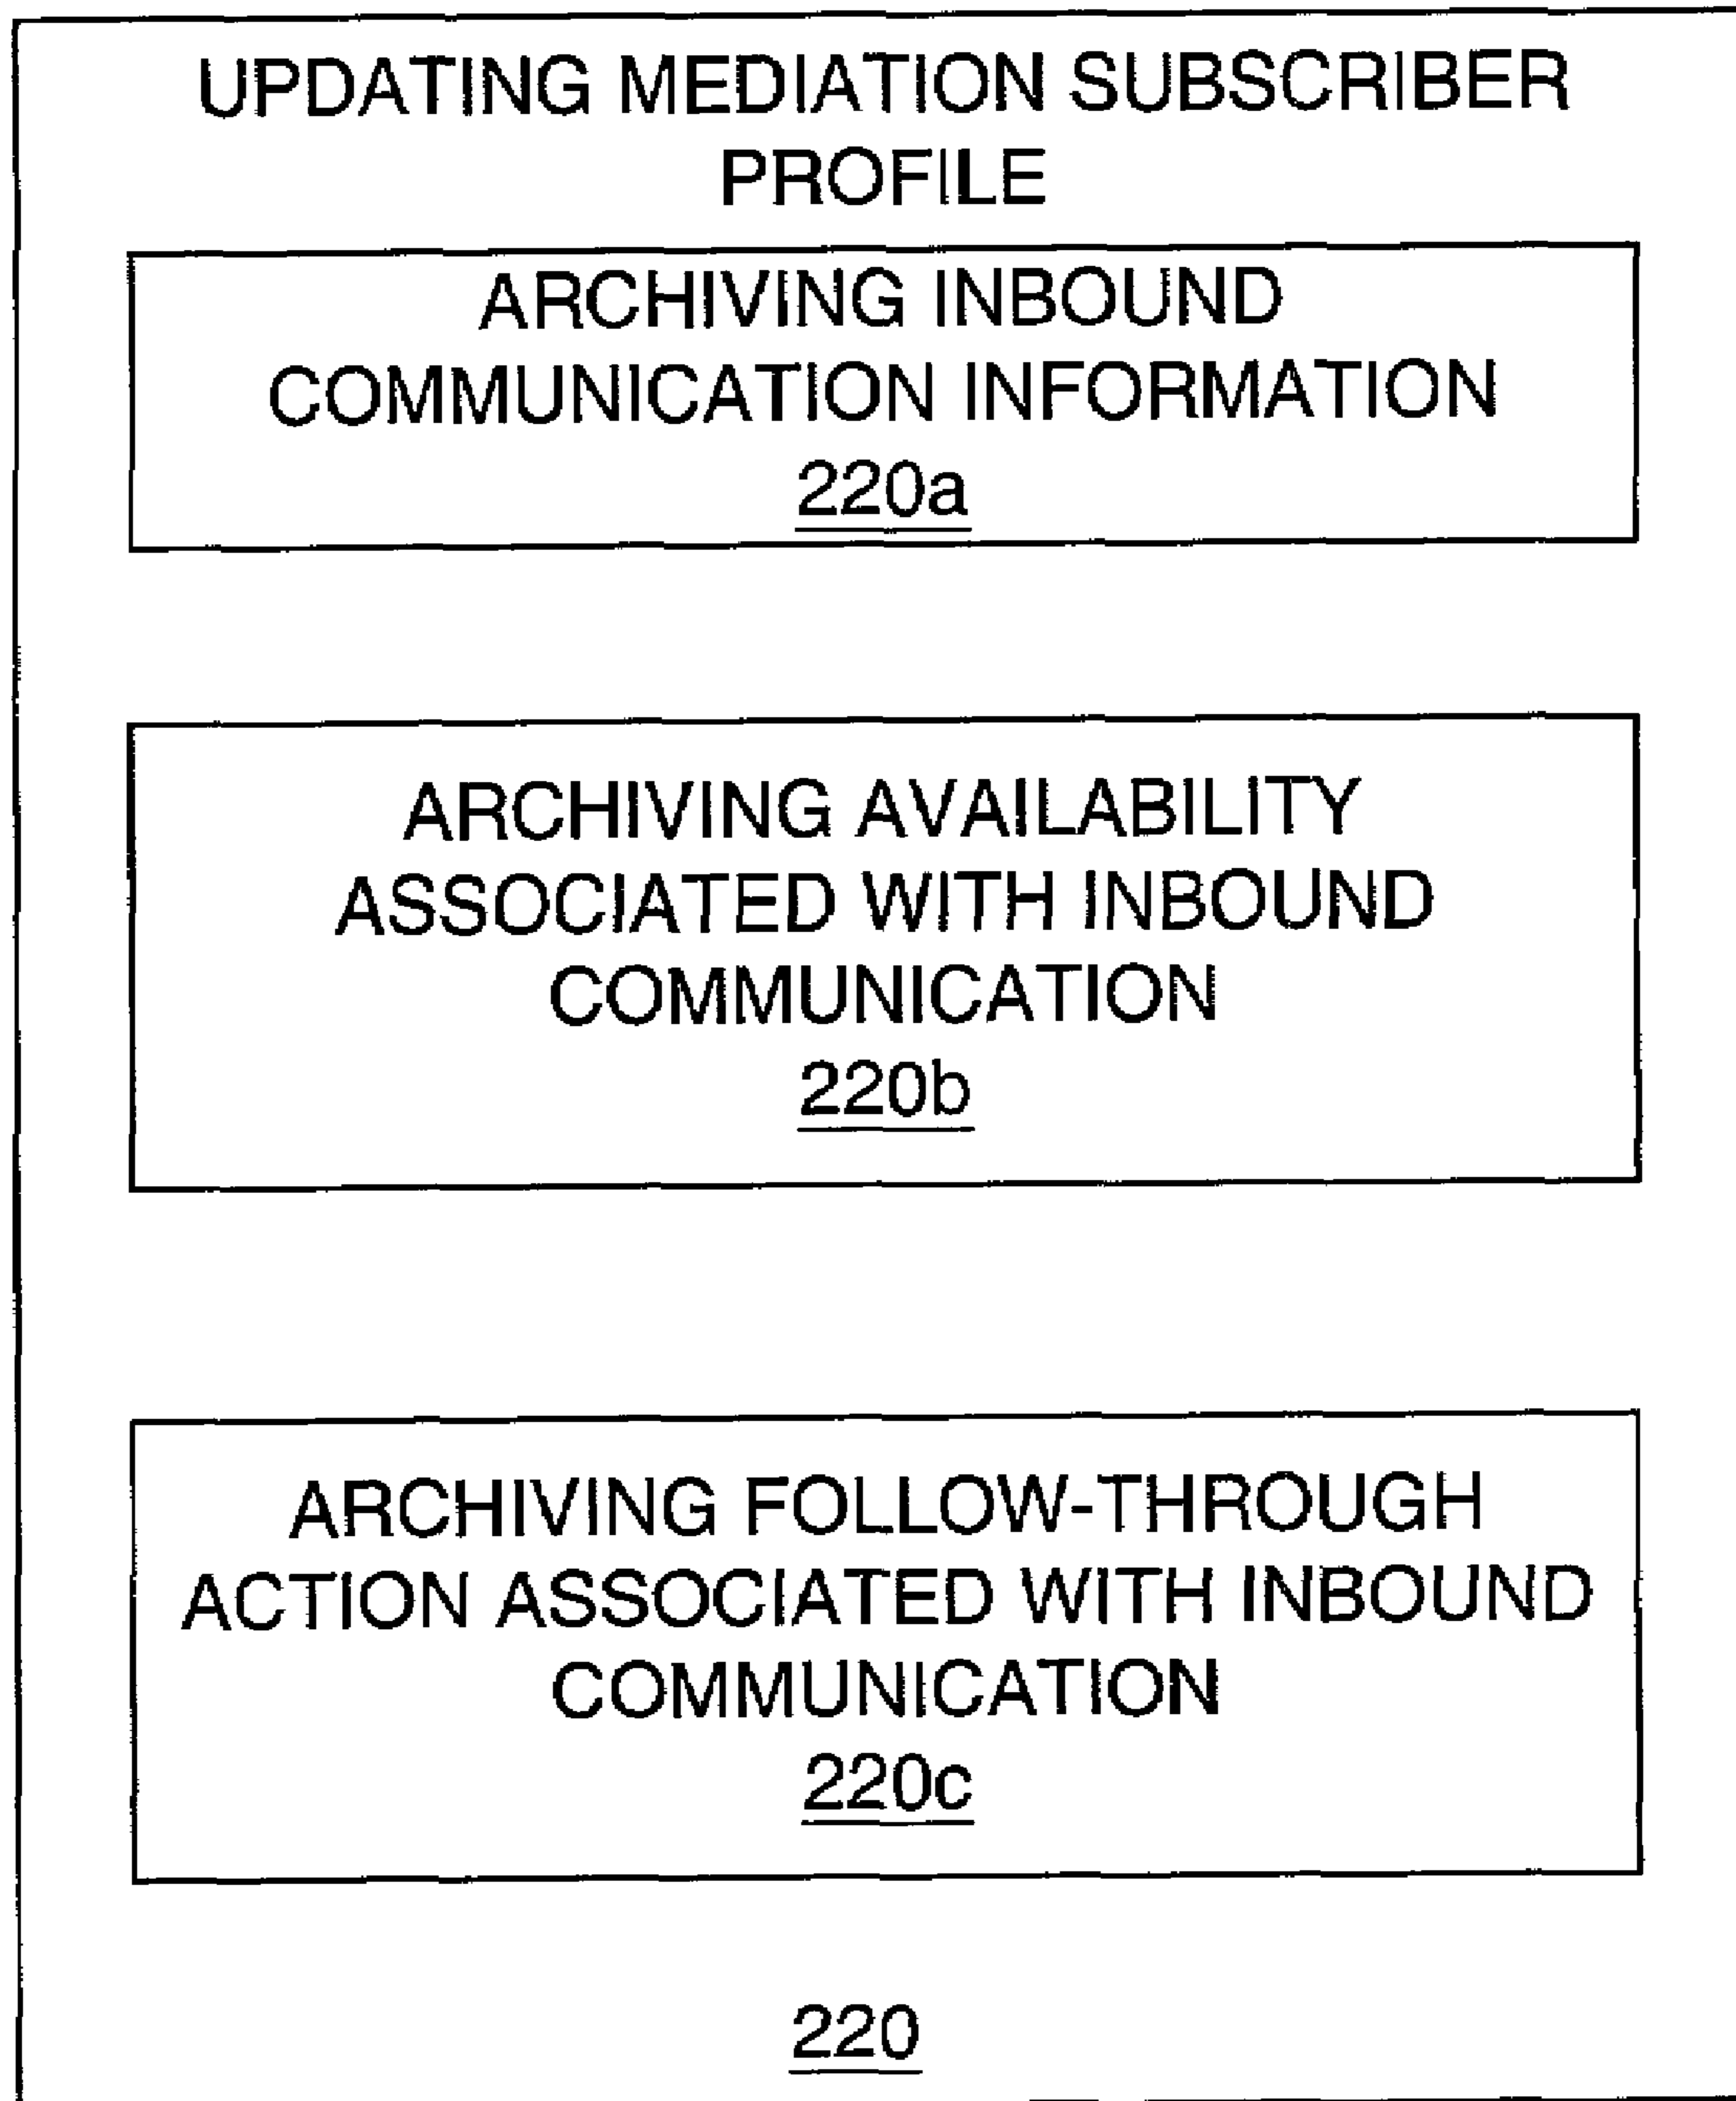 UPDATING MEDIATION SUBSCRIBER
PROFILE
ARCHIVING INBOUND
COMMUNICATION INFORMATION
220a
ARCHIVING AVAILABILITY
ASSOCIATED WITH INBOUND
COMMUNICATION
220b
ARCHIVING FOLLOW-THROUGH
ACTION ASSOCIATED WITH INBOUND
COMMUNICATION
220c
220